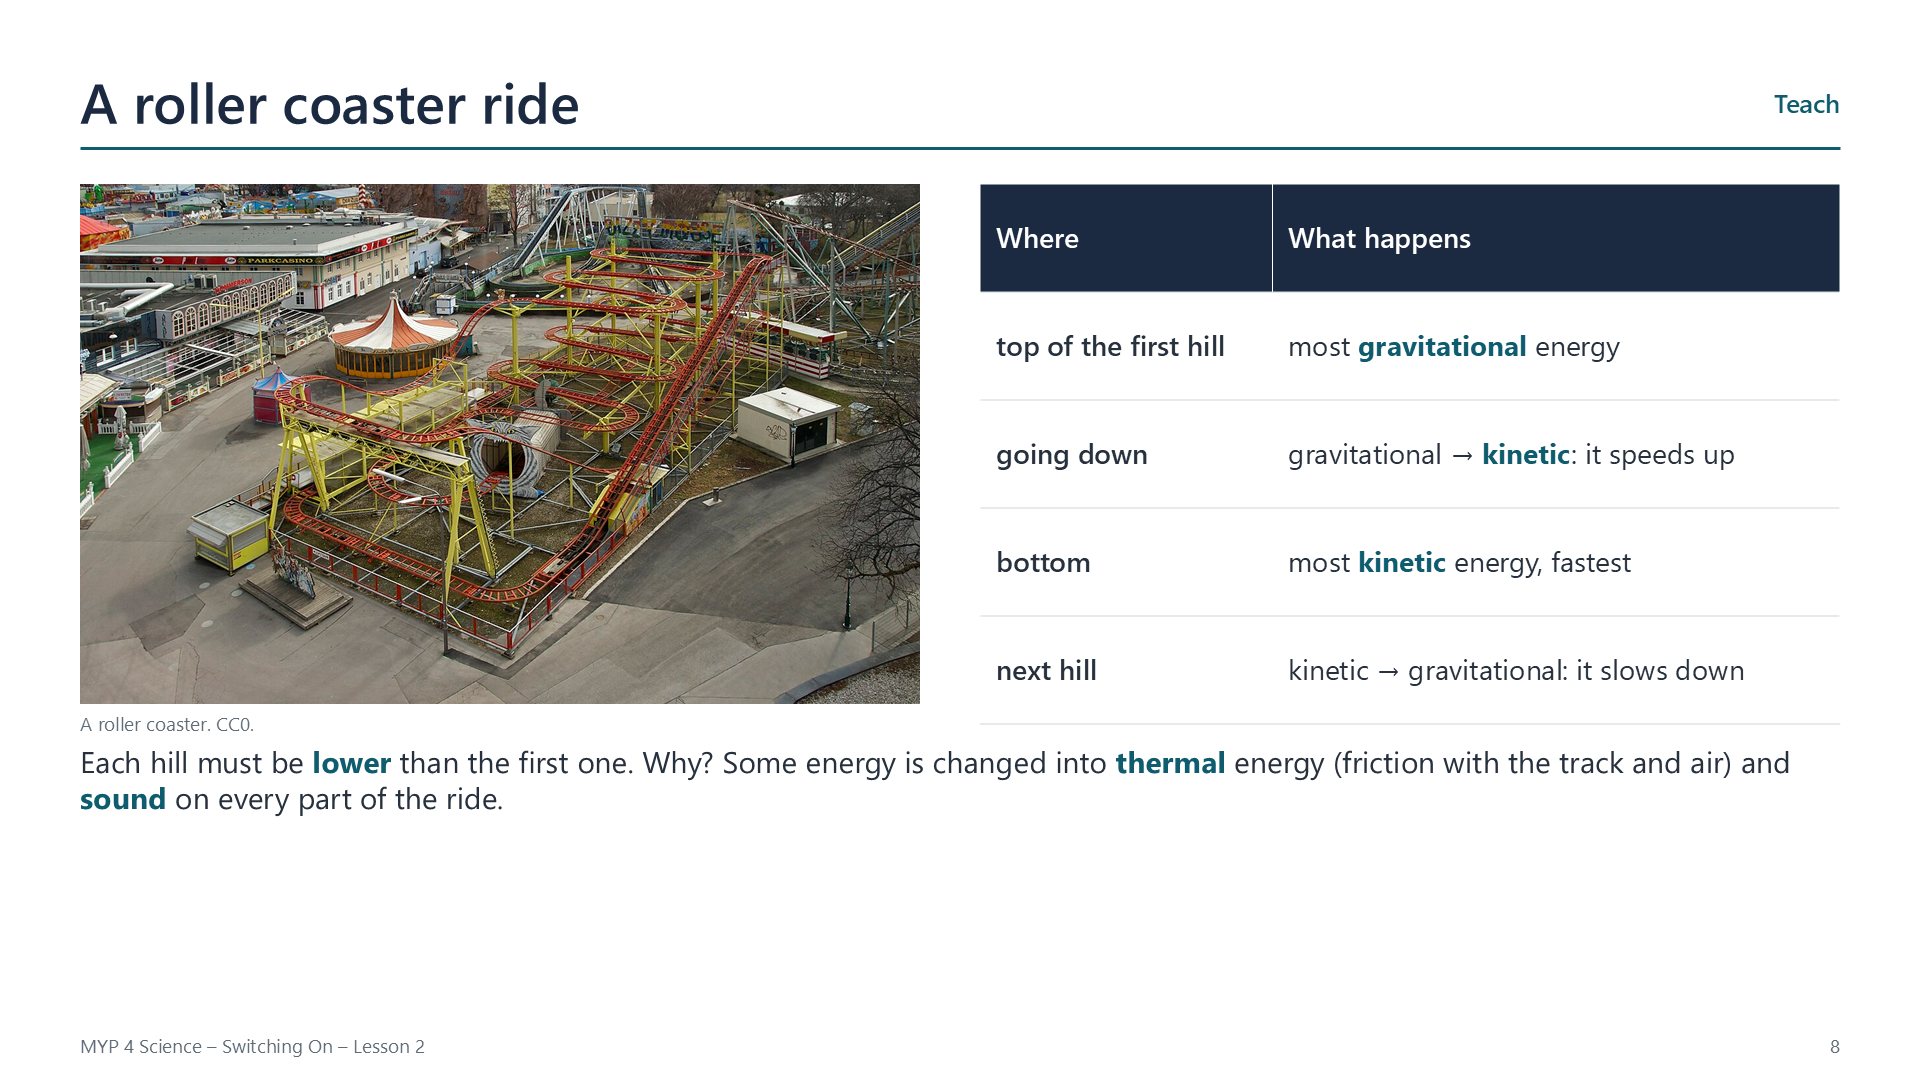 A roller coaster ride
Teach
PARKCASINO
Where
What happens
top of the first hill
most gravitational energy
going down
gravitational → kinetic: it speeds up
bottom
most kinetic energy, fastest
next hill
kinetic → gravitational: it slows down
A roller coaster. CC0.
Each hill must be lower than the first one. Why? Some energy is changed into thermal energy (friction with the track and air) and
sound on every part of the ride.
MYP 4 Science – Switching On – Lesson 2
8